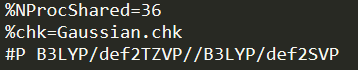 %NProcShared=36
%chk=Gaussian.chk
#P B3LYP/def2TZVP//B3LYP/def2SVP